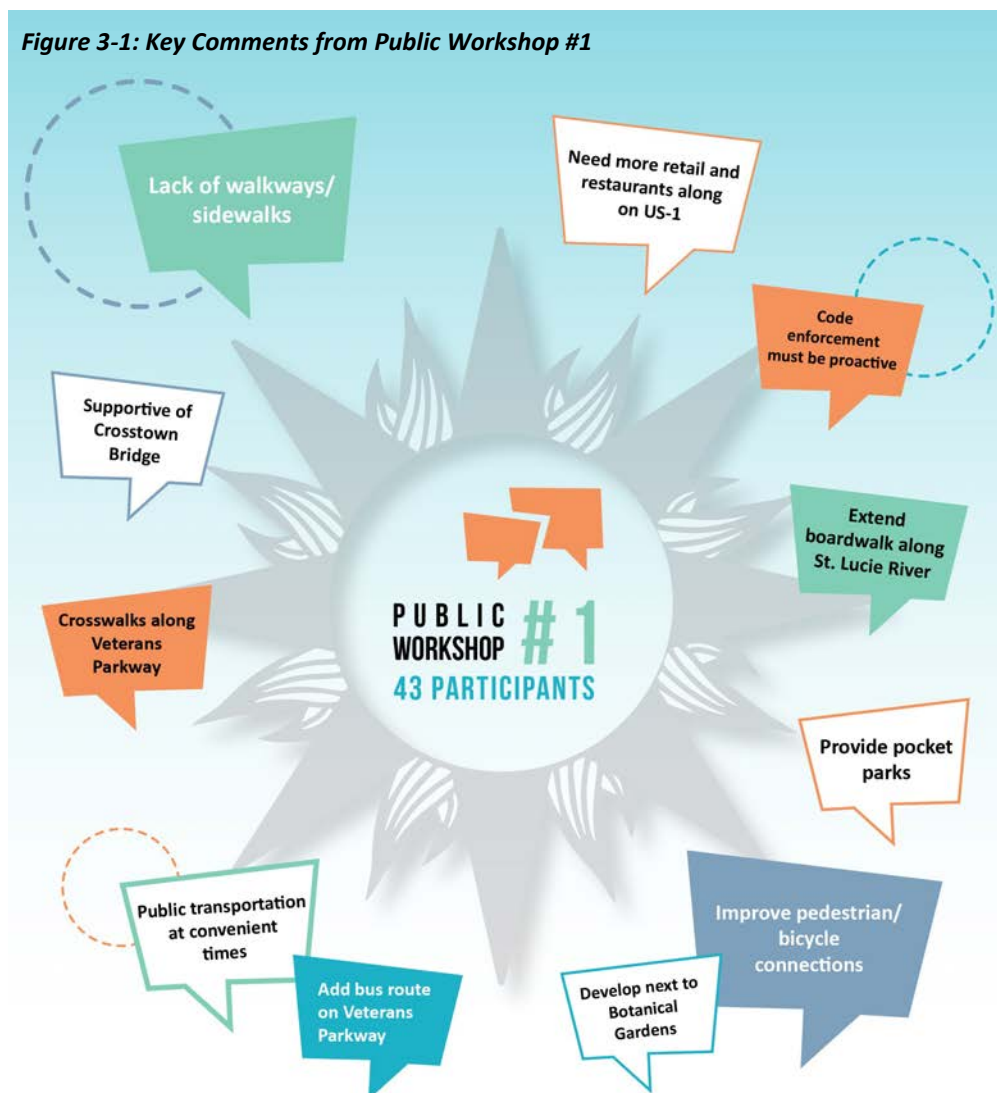 Figure 3-1: Key Comments from Public Workshop #1
Lack of walkways/
sidewalks
Need more retail and
restaurants along
on US-1
Code
enforcement
must be proactive
Supportive of
Crosstown
Bridge
Extend
boardwalk along
St. Lucie River
PUBLIC
WORKSHOP
#1
43 PARTICIPANTS
Crosswalks along
Veterans
Parkway
Provide pocket
parks
Public transportation
at convenient
times
Add bus route
on Veterans
Parkway
Develop next to
Botanical
Gardens
Improve pedestrian/
bicycle
connections